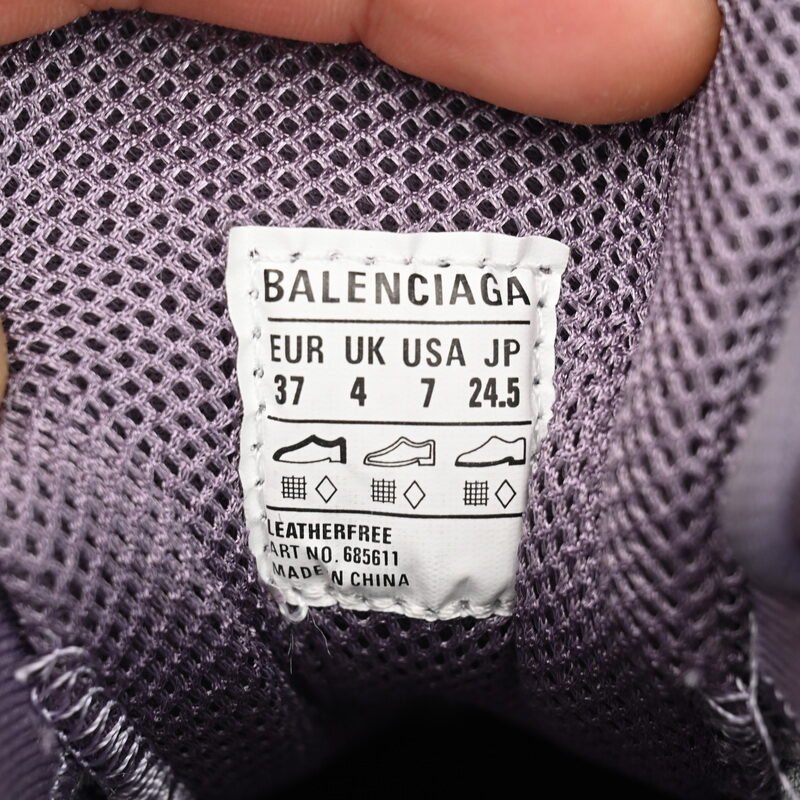 BALENCIAGA
EUR UK USA JP
37 4 7 24.5
LEATHERFREE
ART NO. 685611
MADE IN CHINA